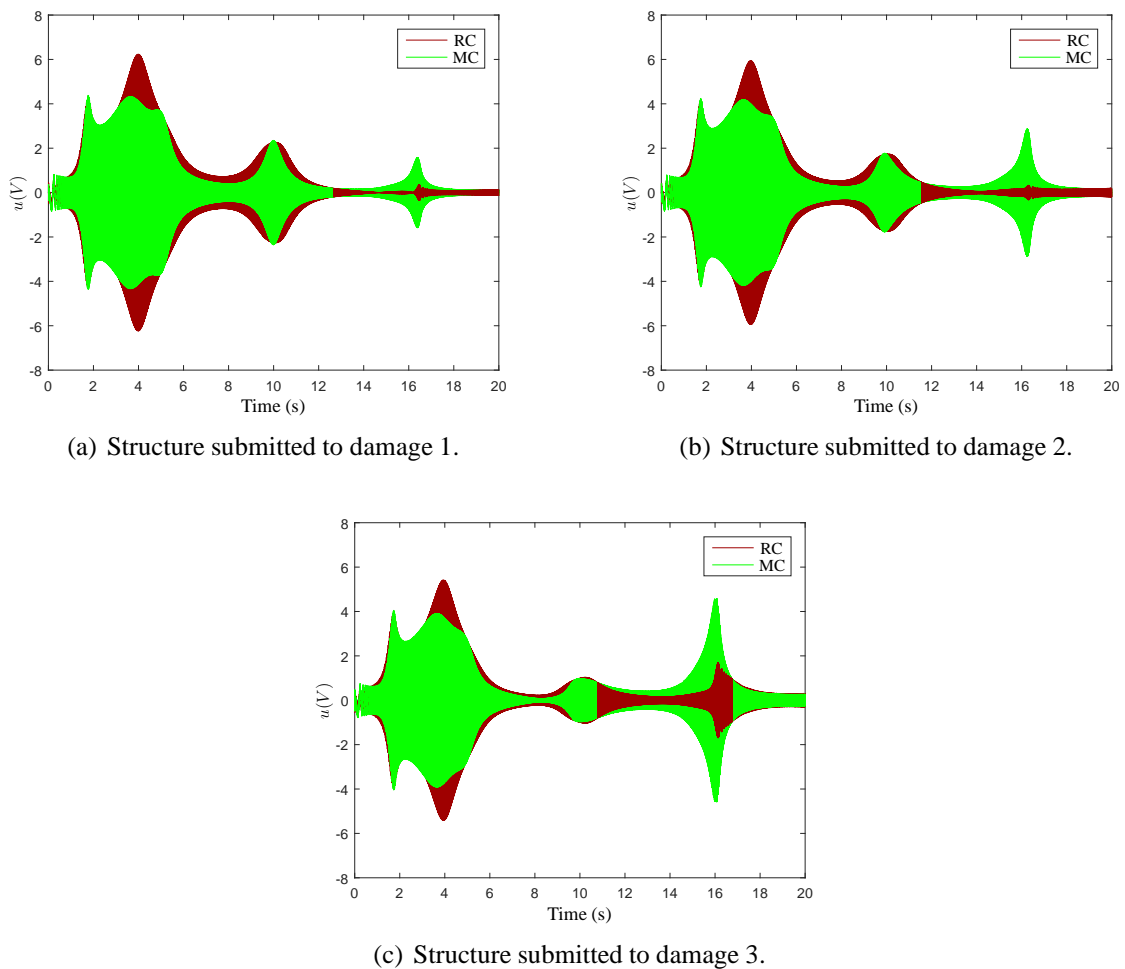 8
6
4
2
0
-2
-4
-6
-8
u(V)
RC
MC
0 2 4 6 8 10 12 14 16 18 20
Time (s)
(a) Structure submitted to damage 1.
8
6
4
2
0
-2
-4
-6
-8
u(V)
RC
MC
0 2 4 6 8 10 12 14 16 18 20
Time (s)
(b) Structure submitted to damage 2.
8
6
4
2
0
-2
-4
-6
-8
u(V)
RC
MC
0 2 4 6 8 10 12 14 16 18 20
Time (s)
(c) Structure submitted to damage 3.